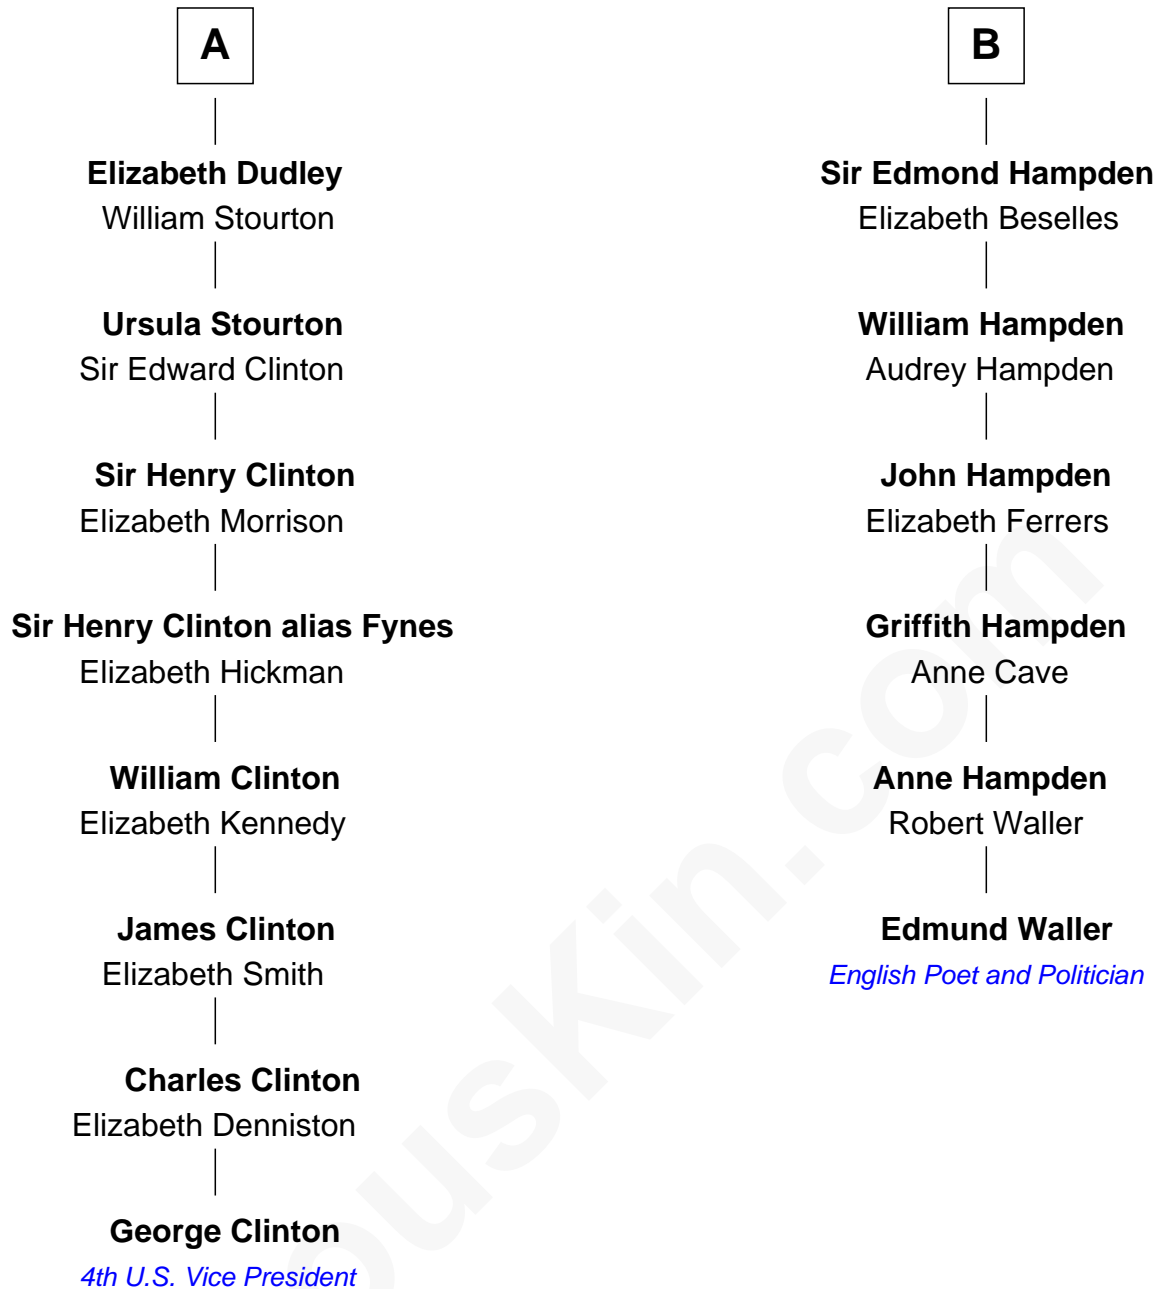 A
Elizabeth Dudley
William Stourton
Ursula Stourton
Sir Edward Clinton
Sir Henry Clinton
Elizabeth Morrison
Sir Henry Clinton alias Fynes
Elizabeth Hickman
William Clinton
Elizabeth Kennedy
James Clinton
Elizabeth Smith
Charles Clinton
Elizabeth Denniston
George Clinton
4th U.S. Vice President
B
Sir Edmond Hampden
Elizabeth Beselles
William Hampden
Audrey Hampden
John Hampden
Elizabeth Ferrers
Griffith Hampden
Anne Cave
Anne Hampden
Robert Waller
Edmund Waller
English Poet and Politician
ousKin.com